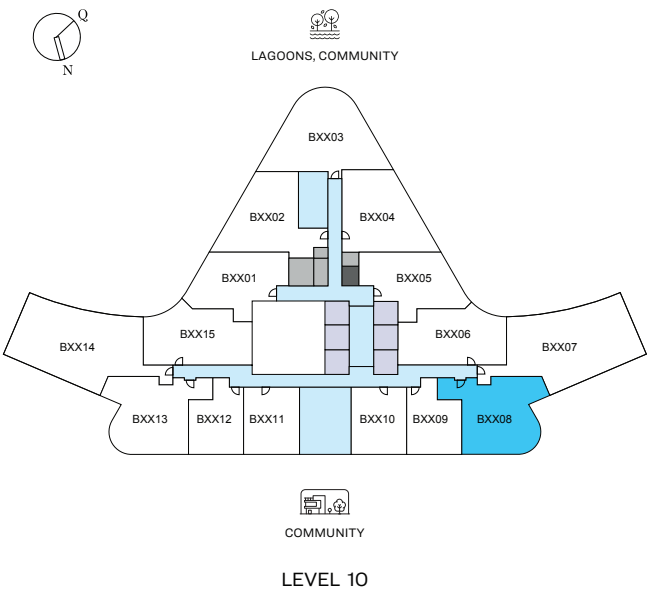 Q
N
LAGOONS, COMMUNITY
BXX03
BXX02 BXX04
BXX01 BXX05
BXX14 BXX15 BXX06 BXX07
BXX13 BXX12 BXX11 BXX10 BXX09 BXX08
COMMUNITY
LEVEL 10